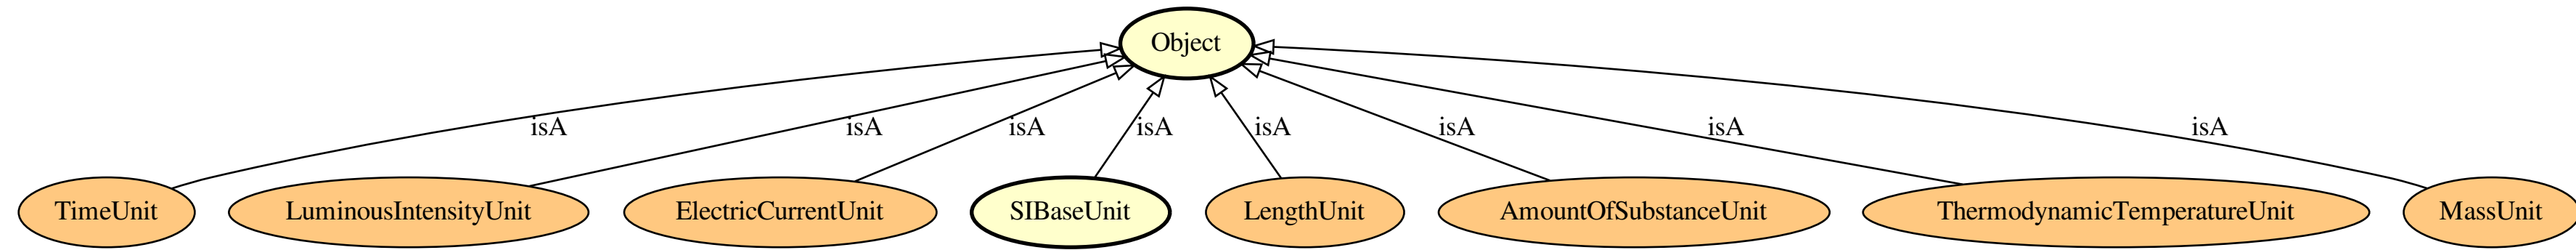 Object
isA isA isA isA isA isA isA isA
TimeUnit LuminousIntensityUnit ElectricCurrentUnit SIBaseUnit LengthUnit AmountOfSubstanceUnit ThermodynamicTemperatureUnit MassUnit